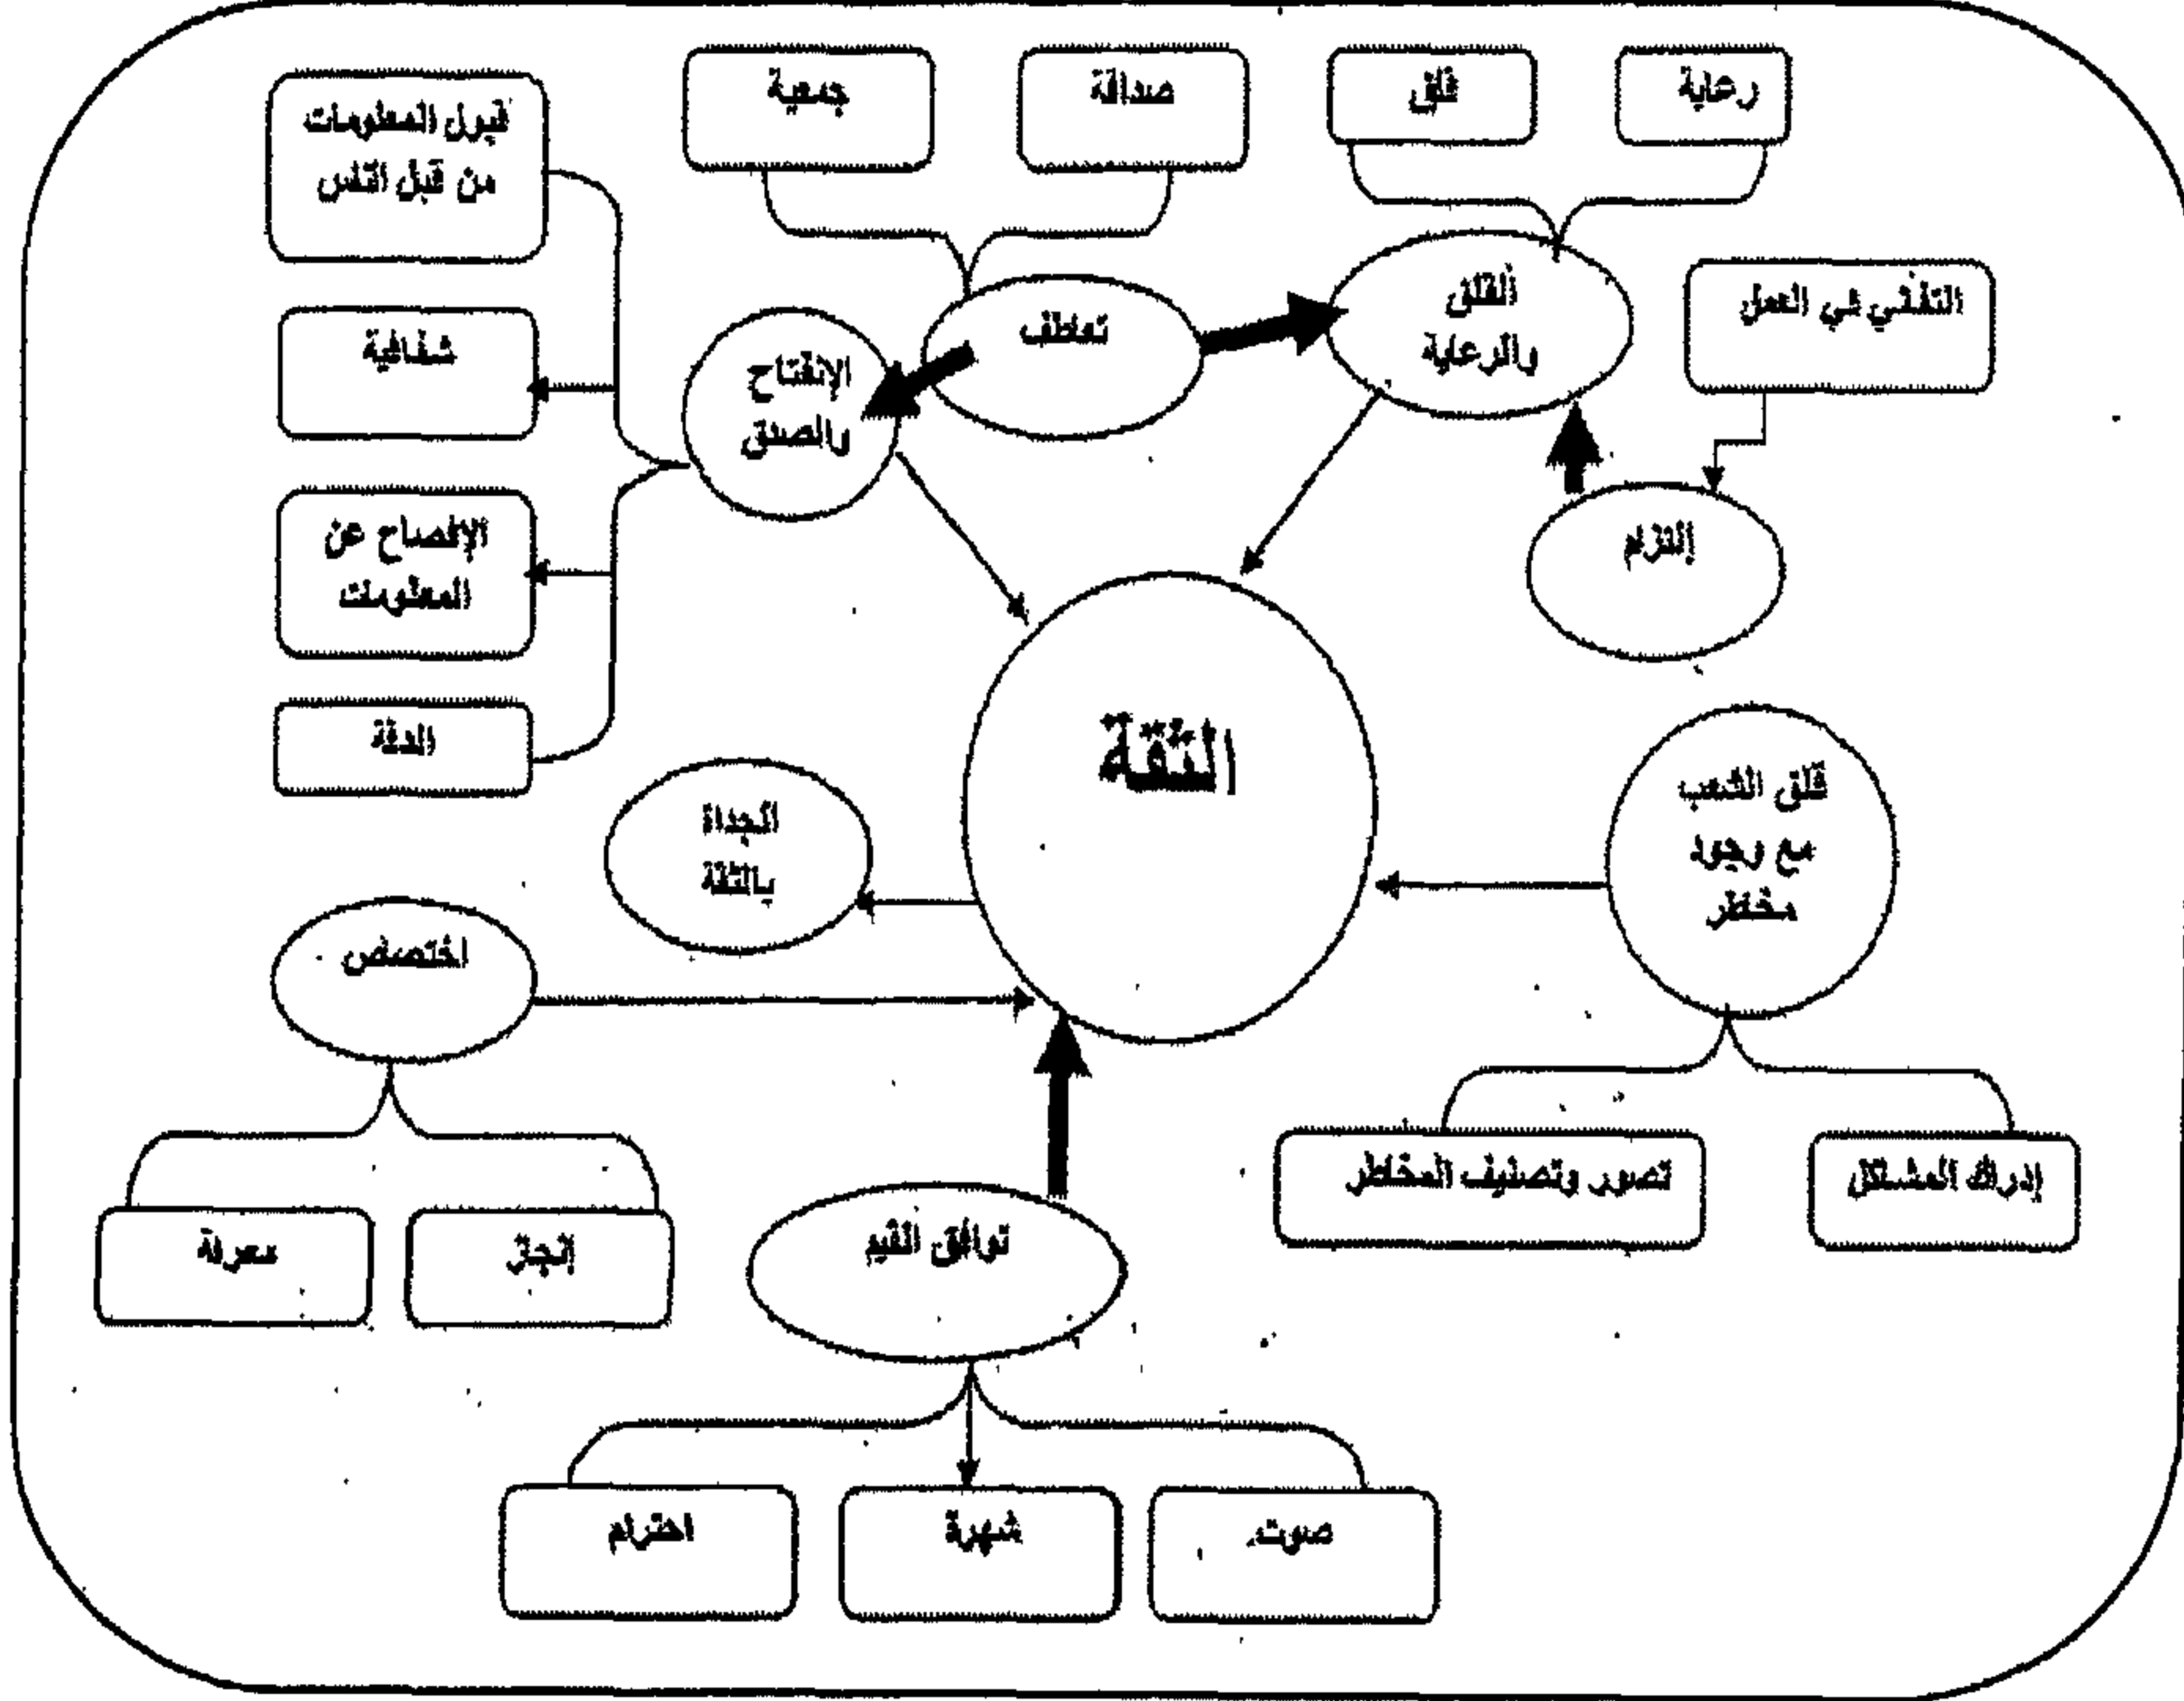 رعاية
قلق
صداقة
جمعية
قبول المعلومات
من قبل الناس
القلق
والرعاية
التفاني في العمل
تعاطف
الإنفتاح
والصدق
شفافية
إلتزام
الإفصاح عن
المعلومات
الدقة
الثقة
قلق الشعب
مع وجود
مخاطر
الجداة
بالثقة
اختصاص
إدراك المشاكل
تصور وتصنيف المخاطر
توافق القيم
إنجاز
معرفة
صوت
شهرة
احترام